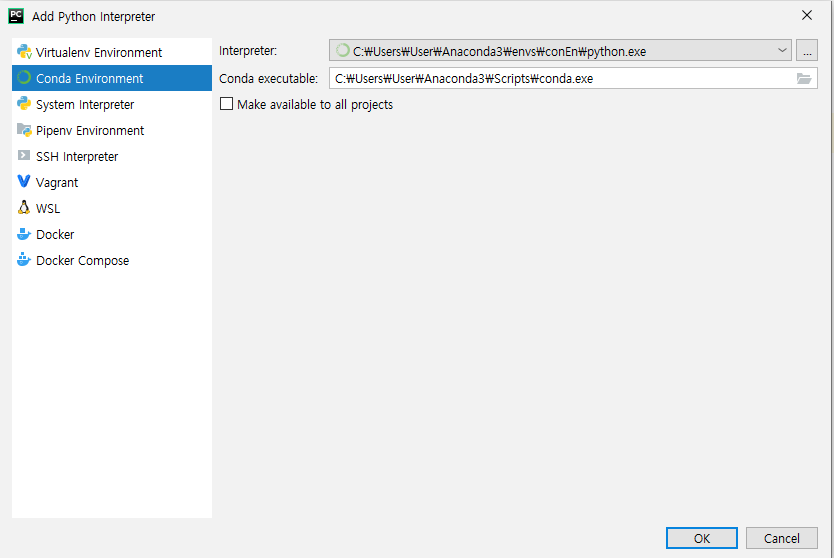 PC Add Python Interpreter
Virtualenv Environment
Conda Environment
System Interpreter
Pipenv Environment
SSH Interpreter
Vagrant
WSL
Docker
Docker Compose
Interpreter: C:₩Users₩User₩Anaconda3₩envs₩conEn₩python.exe ...
Conda executable: C:₩Users₩User₩Anaconda3₩Scripts₩conda.exe
Make available to all projects
OK Cancel